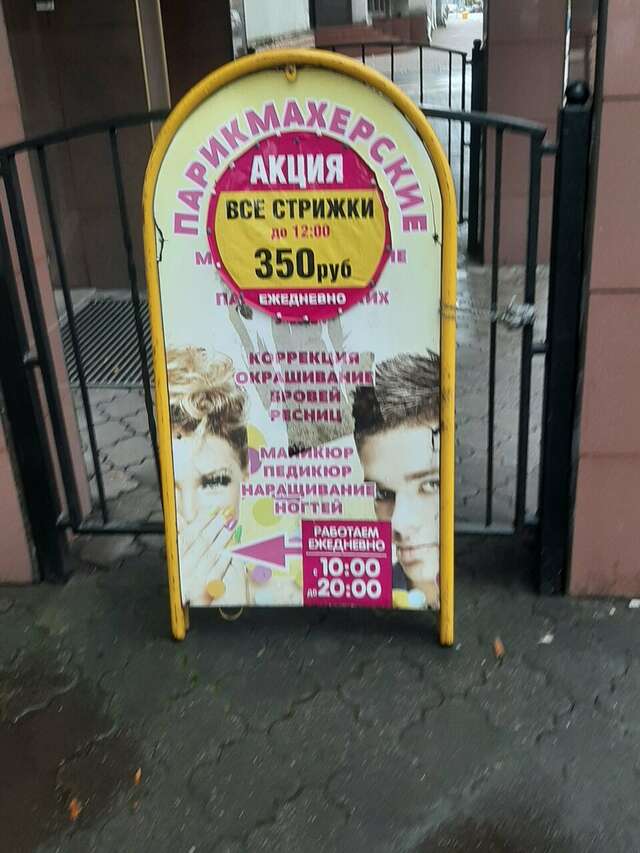 ПАРИКМАХЕРСКИЕ
АКЦИЯ
ВСЕ СТРИЖКИ
до 12:00
350руб
ЕЖЕДНЕВНО
КОРРЕКЦИЯ
ОКРАШИВАНИЕ
БРОВЕЙ
РЕСНИЦ
МАНИКЮР
ПЕДИКЮР
НАРАЩИВАНИЕ
НОГТЕЙ
РАБОТАЕМ
ЕЖЕДНЕВНО
с 10:00
до 20:00